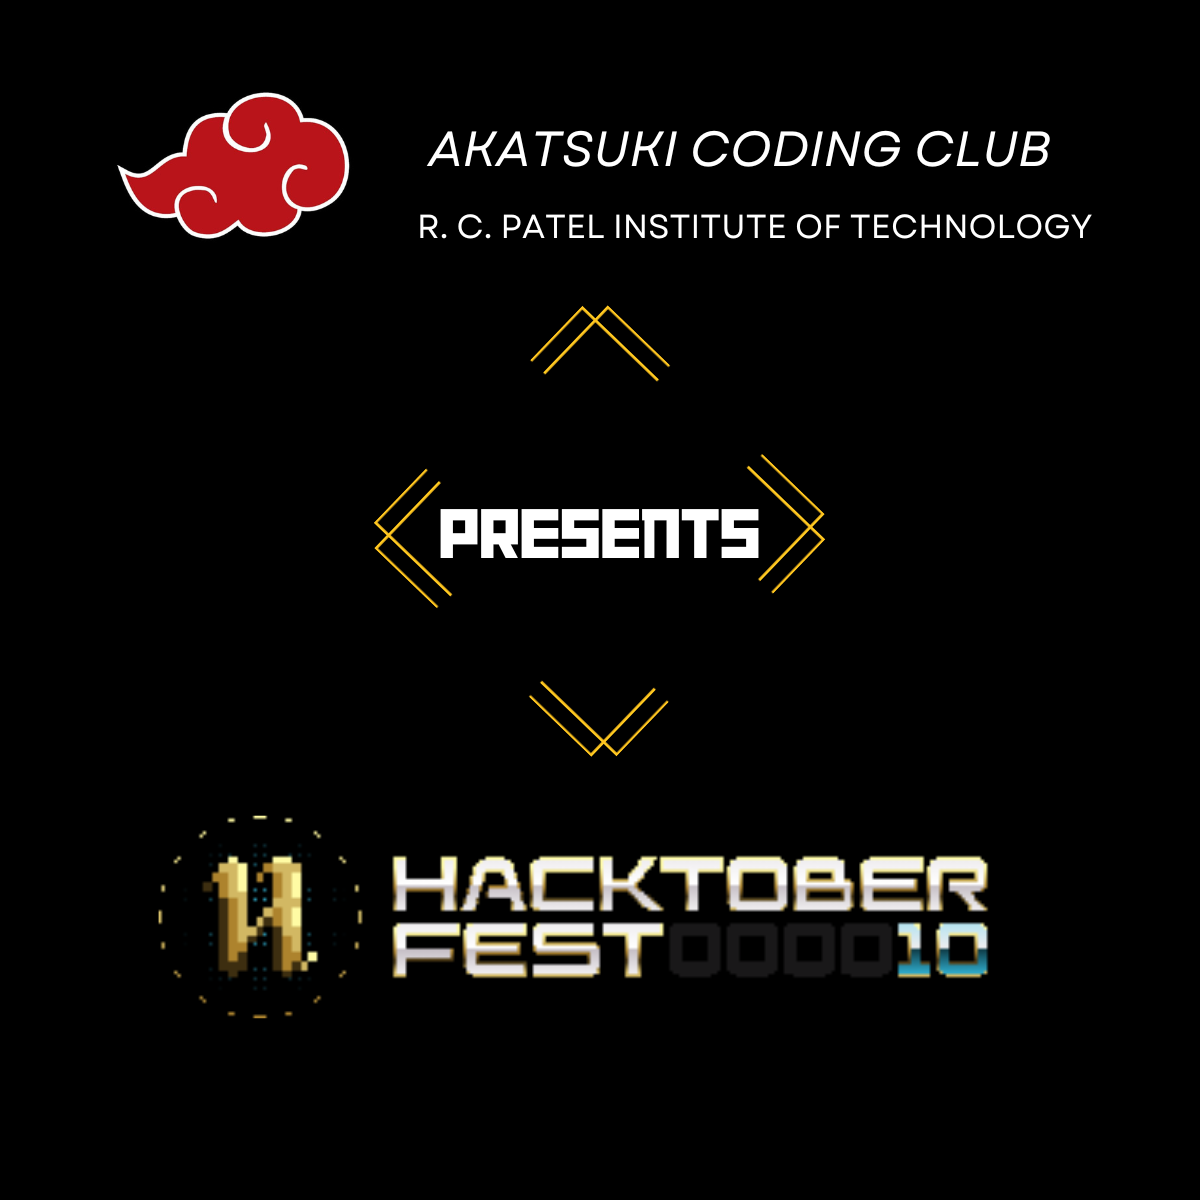 AKATSUKI CODING CLUB
R. C. PATEL INSTITUTE OF TECHNOLOGY
PRESENTS
H
HACKTOBER
FEST000010